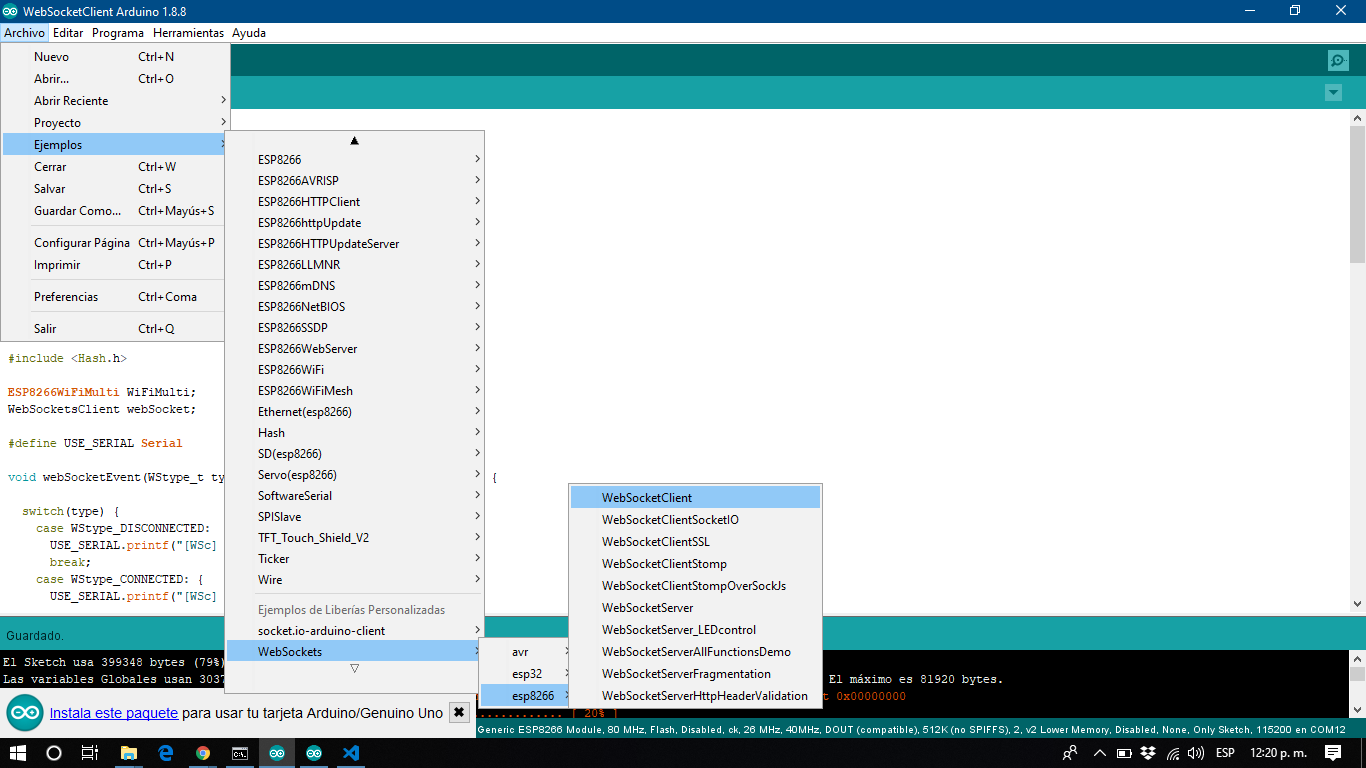 WebSocketClient Arduino 1.8.8
Archivo Editar Programa Herramientas Ayuda
Nuevo Ctrl+N
Abrir... Ctrl+O
Abrir Reciente
Proyecto
Ejemplos
Cerrar Ctrl+W
Salvar Ctrl+S
Guardar Como... Ctrl+Mayús+S
Configurar Página Ctrl+Mayús+P
Imprimir Ctrl+P
Preferencias Ctrl+Coma
Salir Ctrl+Q
ESP8266
ESP8266AVRISP
ESP8266HTTPClient
ESP8266httpUpdate
ESP8266HTTPUpdateServer
ESP8266LLMNR
ESP8266mDNS
ESP8266NetBIOS
ESP8266SSDP
ESP8266WebServer
ESP8266WiFi
ESP8266WiFiMesh
Ethernet(esp8266)
Hash
SD(esp8266)
Servo(esp8266)
SoftwareSerial
SPISlave
TFT_Touch_Shield_V2
Ticker
Wire
Ejemplos de Liberías Personalizadas
socket.io-arduino-client
WebSockets
avr
esp32
esp8266
WebSocketClient
WebSocketClientSocketIO
WebSocketClientSSL
WebSocketClientStomp
WebSocketClientStompOverSockJs
WebSocketServer
WebSocketServer_LEDcontrol
WebSocketServerAllFunctionsDemo
WebSocketServerFragmentation
WebSocketServerHttpHeaderValidation
#include <Hash.h>
ESP8266WiFiMulti WiFiMulti;
WebSocketsClient webSocket;
#define USE_SERIAL Serial
void webSocketEvent(WStype_t ty {
switch(type) {
case WStype_DISCONNECTED:
USE_SERIAL.printf("[WSc]
break;
case WStype_CONNECTED: {
USE_SERIAL.printf("[WSc]
Guardado.
El Sketch usa 399348 bytes (79%)
Las variables Globales usan 3037 El máximo es 81920 bytes.
t 0x00000000
............ [ 20% ]
Instala este paquete para usar tu tarjeta Arduino/Genuino Uno
Generic ESP8266 Module, 80 MHz, Flash, Disabled, ck, 26 MHz, 40MHz, DOUT (compatible), 512K (no SPIFFS), 2, v2 Lower Memory, Disabled, None, Only Sketch, 115200 en COM12
ESP 12:20 p. m.